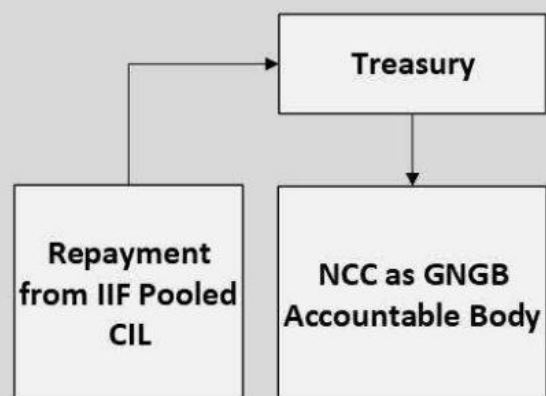 Treasury
Repayment
from IIF Pooled
CIL
NCC as GNGB
Accountable Body